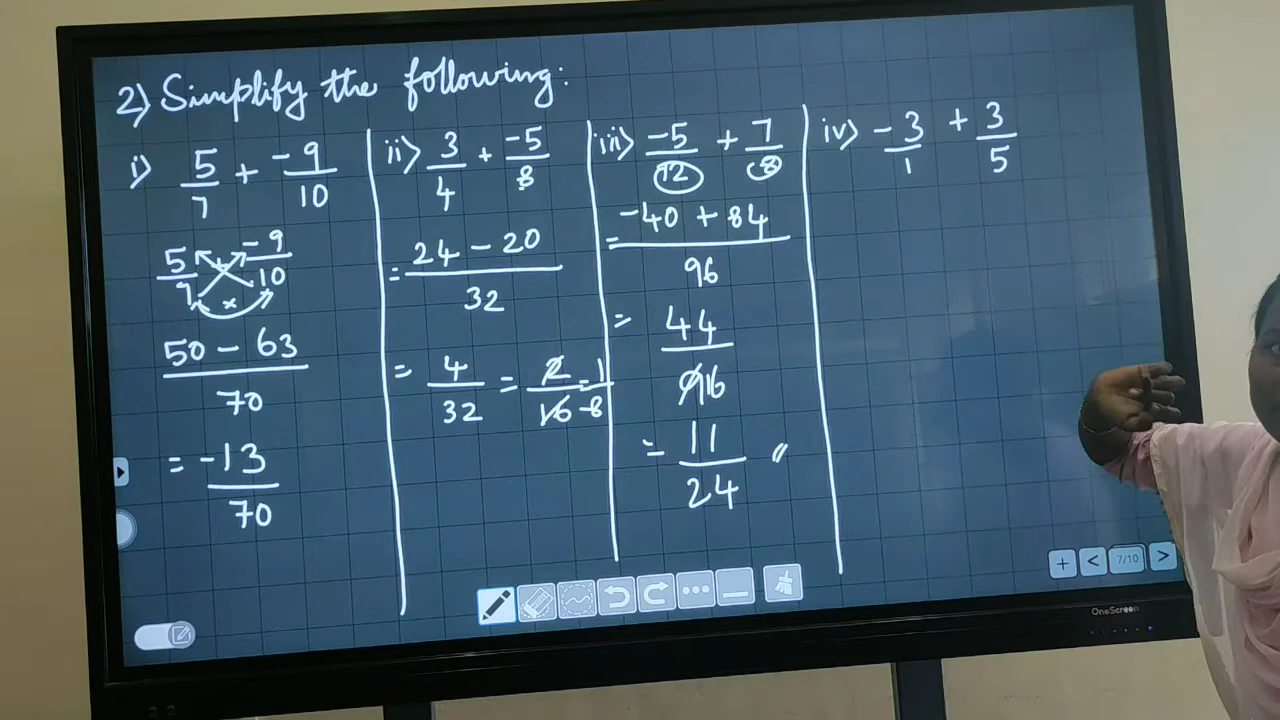 2) Simplify the following:
i) 5/7 + -9/10
5/7 × -9/10
50 - 63
70
= -13
70
ii) 3/4 + -5/8
= 24 - 20
32
= 4/32 = 2/16 = 1/8
iii) -5/12 + 7/8
= -40 + 84
96
= 44
96
= 11 //
24
iv) -3/1 + 3/5
+ < 7/10 >
OneScreen